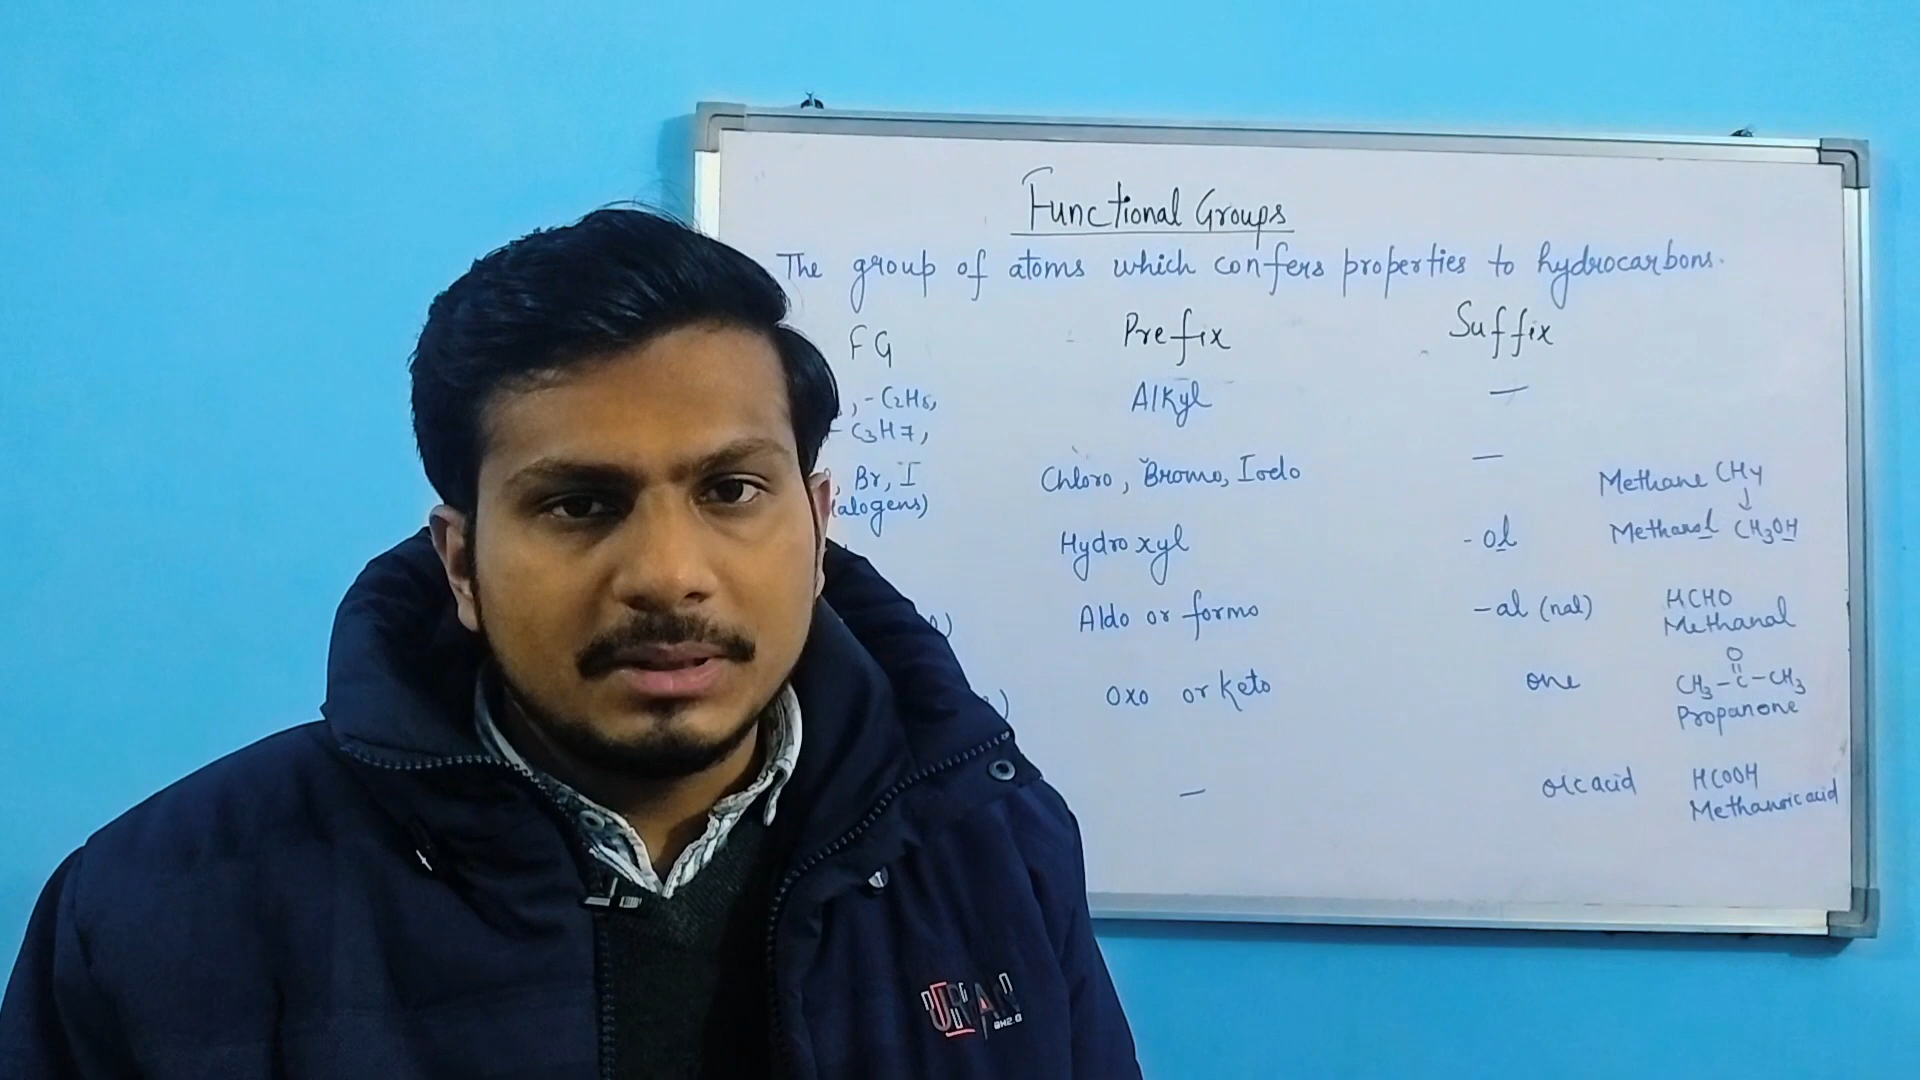 Functional Groups
The group of atoms which confers properties to hydrocarbons.
FG Prefix Suffix
, -C2H5, Alkyl —
- C3H7,
, Br, I Chloro, Bromo, Iodo — Methane CH4
alogens) ↓
Hydroxyl - ol Methanol CH3OH
) Aldo or formo - al (nal) HCHO
Methanal
O
||
) Oxo or Keto one CH3 - C - CH3
Propanone
— oic acid HCOOH
Methanoic acid
URBAN